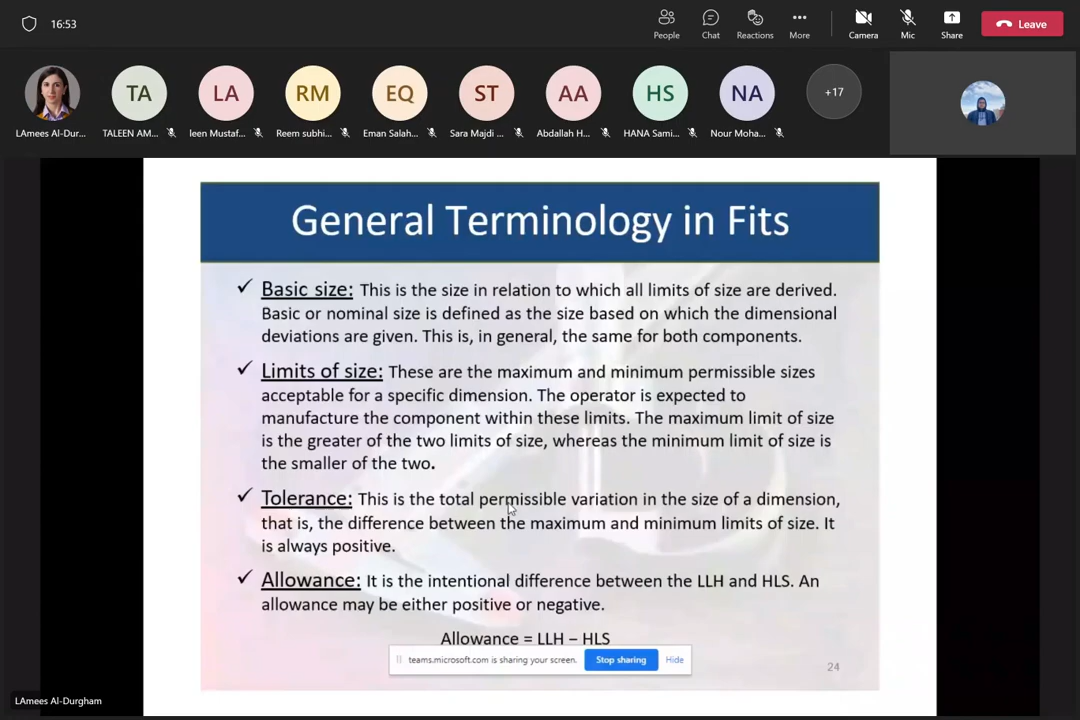 16:53
People
Chat
Reactions
More
Camera
Mic
Share
Leave
TA
LA
RM
EQ
ST
AA
HS
NA
+17
LAmees Al-Dur...
TALEEN AM...
leen Mustaf...
Reem subhi...
Eman Salah...
Sara Majdi ...
Abdallah H...
HANA Sami...
Nour Moha...
General Terminology in Fits
✓ Basic size: This is the size in relation to which all limits of size are derived.
Basic or nominal size is defined as the size based on which the dimensional
deviations are given. This is, in general, the same for both components.
✓ Limits of size: These are the maximum and minimum permissible sizes
acceptable for a specific dimension. The operator is expected to
manufacture the component within these limits. The maximum limit of size
is the greater of the two limits of size, whereas the minimum limit of size is
the smaller of the two.
✓ Tolerance: This is the total permissible variation in the size of a dimension,
that is, the difference between the maximum and minimum limits of size. It
is always positive.
✓ Allowance: It is the intentional difference between the LLH and HLS. An
allowance may be either positive or negative.
Allowance = LLH – HLS
teams.microsoft.com is sharing your screen.
Stop sharing
Hide
24
LAmees Al-Durgham